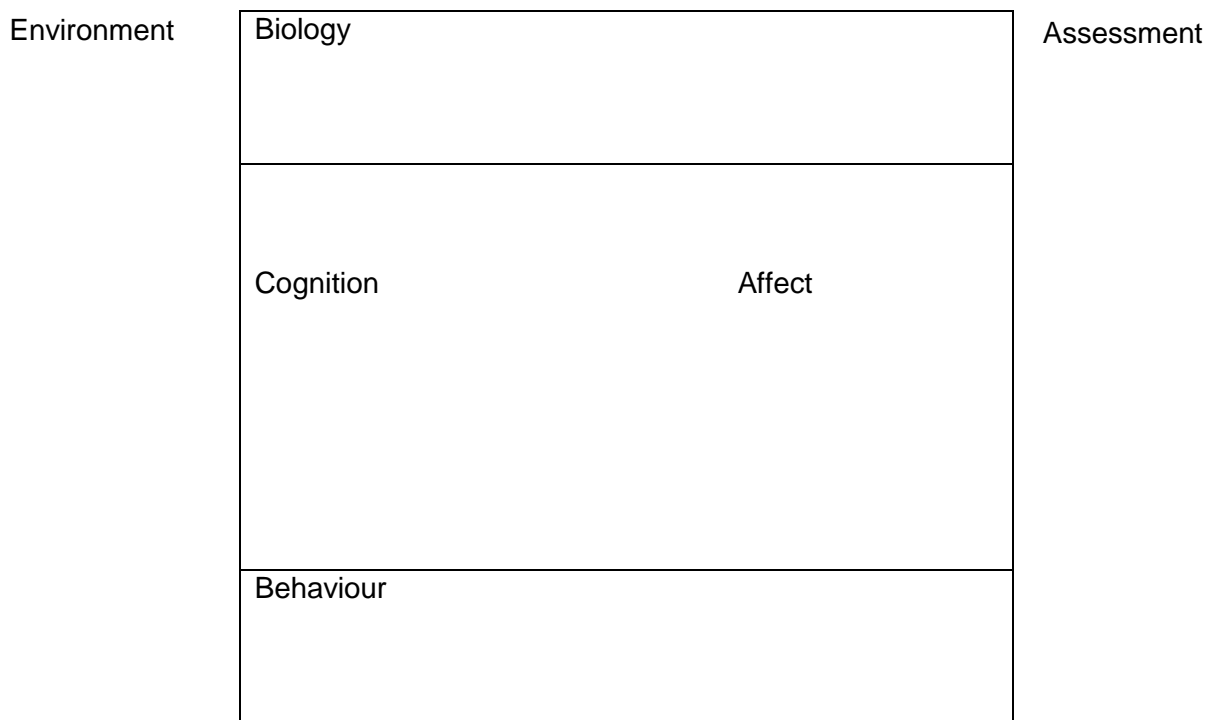 Environment
Biology
Assessment
Cognition
Affect
Behaviour